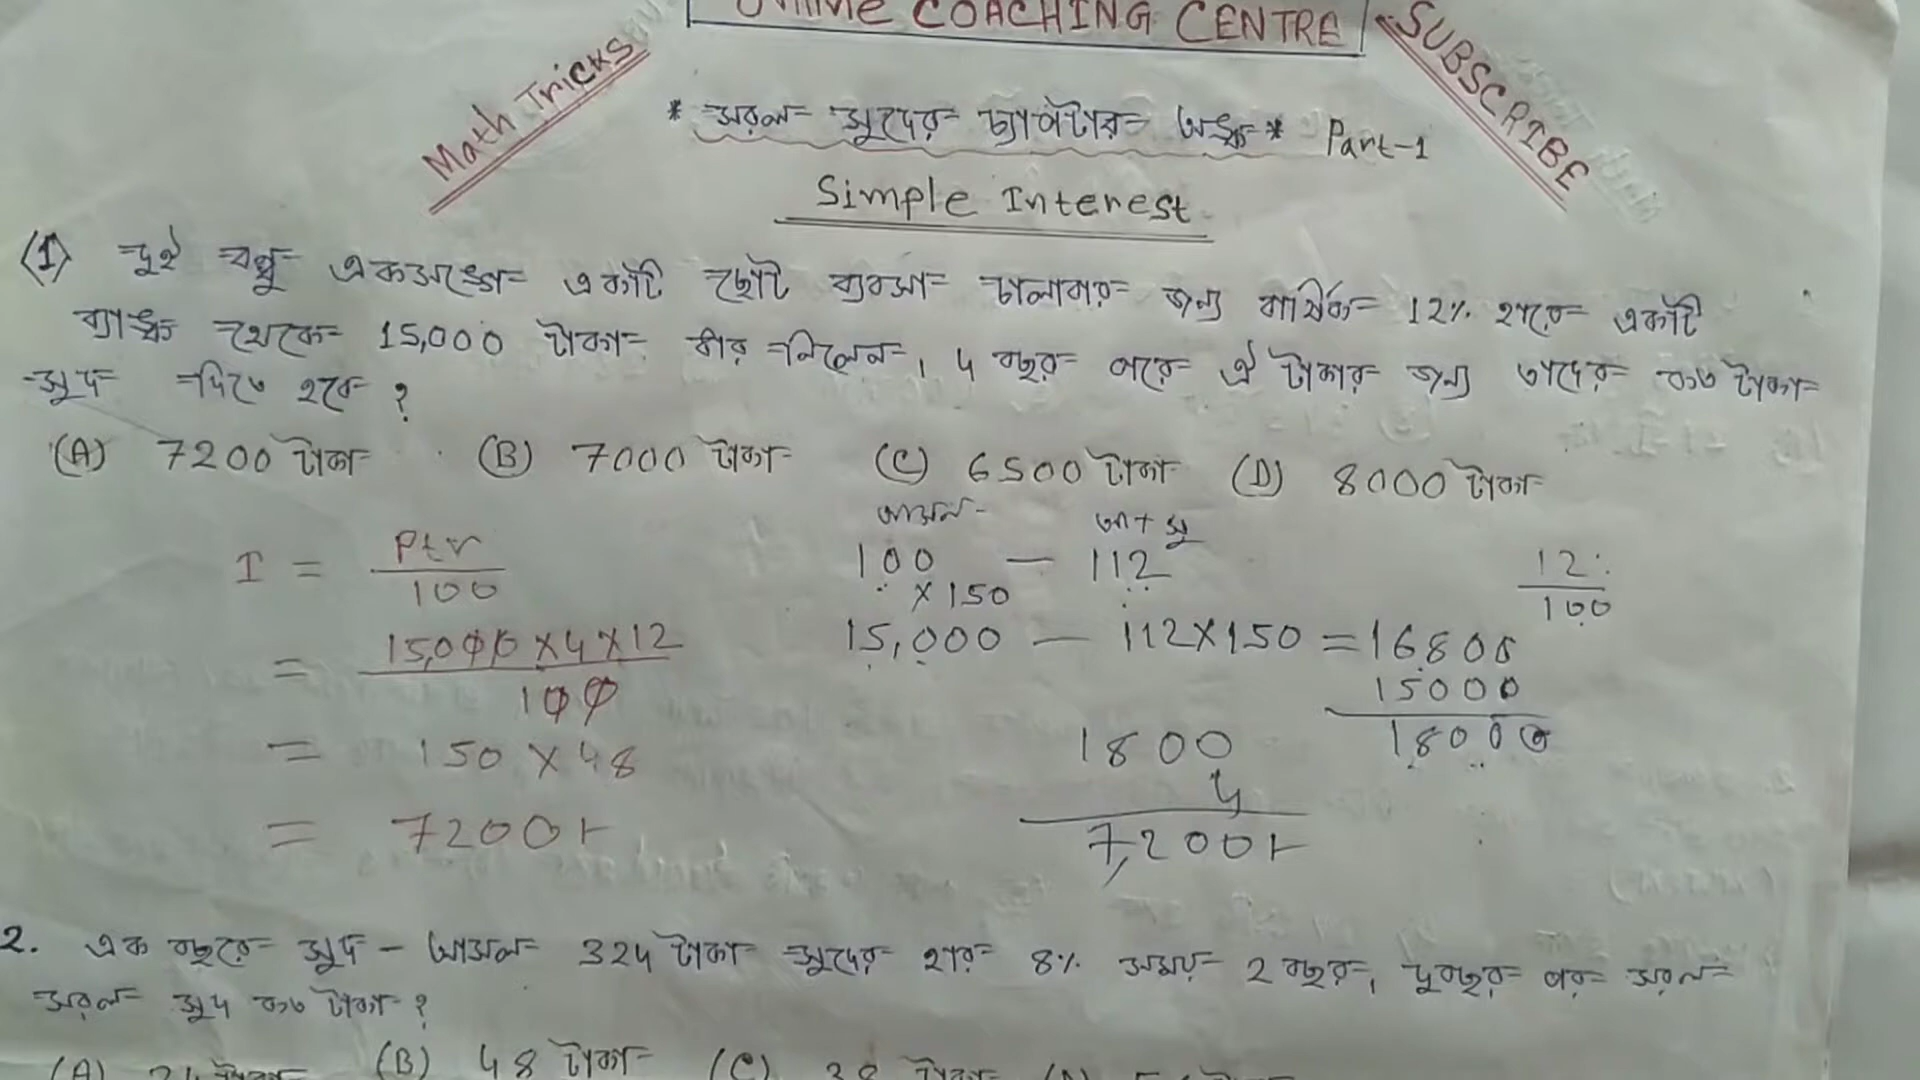 COACHING CENTRE
Math Tricks
SUBSCRIBE
* সরল সুদের চ্যাপটার অঙ্ক * Part-1
Simple Interest
(1) দুই বন্ধু একসঙ্গে একটি ছোট ব্যবসা চালাবার জন্য বার্ষিক 12% হারে একটি
ব্যাঙ্ক থেকে 15,000 টাকা ধার নিলেন, 4 বছর পরে ঐ টাকার জন্য তাদের কত টাকা
সুদ দিতে হবে ?
(A) 7200 টাকা (B) 7000 টাকা (C) 6500 টাকা (D) 8000 টাকা
I = Ptr / 100
= 15,000 x 4 x 12 / 100
= 150 x 48
= 7200৲
আসল আ + সু
100 — 112
x 150
15,000 — 112 x 150 = 16800
15000
1800
1800
4
7,200৲
12 / 100
2. এক বছরে সুদ - আসল 324 টাকা সুদের হার 8% সময় 2 বছর, দুবছর পর সরল
সরল সুদ কত টাকা ?
(A) (B) 48 টাকা (C)